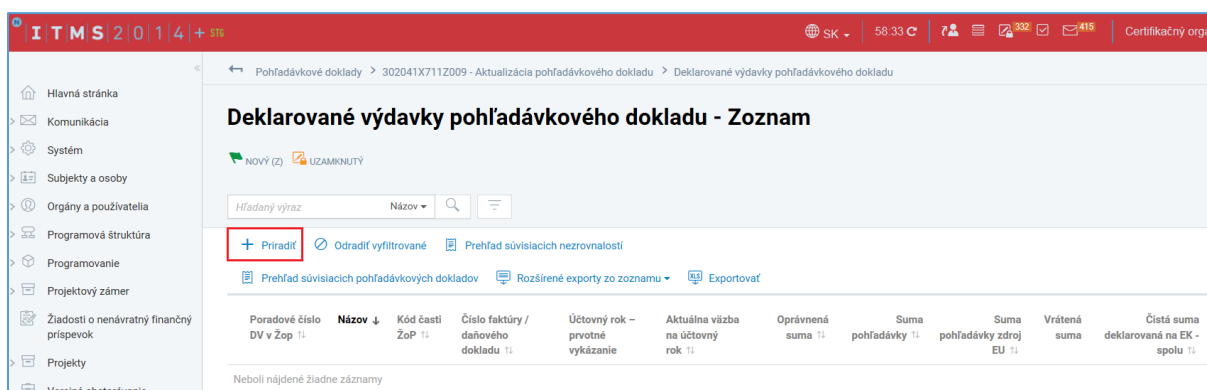 ITMS2014+ STG
SK 58:33 332 415 Certifikačný orga
Pohľadávkové doklady > 302041X711Z009 - Aktualizácia pohľadávkového dokladu > Deklarované výdavky pohľadávkového dokladu
Hlavná stránka
Komunikácia
Systém
Subjekty a osoby
Orgány a používatelia
Programová štruktúra
Programovanie
Projektový zámer
Žiadosti o nenávratný finančný
príspevok
Projekty
Deklarované výdavky pohľadávkového dokladu - Zoznam
NOVÝ (Z) UZAMKNUTÝ
Hľadaný výraz Názov
Priradiť Odradiť vyfiltrované Prehľad súvisiacich nezrovnalostí
Prehľad súvisiacich pohľadávkových dokladov Rozšírené exporty zo zoznamu XLS Exportovať
Poradové číslo
DV v Žop
Názov
Kód časti
ŽoP
Číslo faktúry /
daňového
dokladu
Účtovný rok –
prvotné
vykázanie
Aktuálna väzba
na účtovný
rok
Oprávnená
suma
Suma
pohľadávky
Suma
pohľadávky zdroj
EU
Vrátená
suma
Čistá suma
deklarovaná na EK -
spolu
Neboli nájdené žiadne záznamy